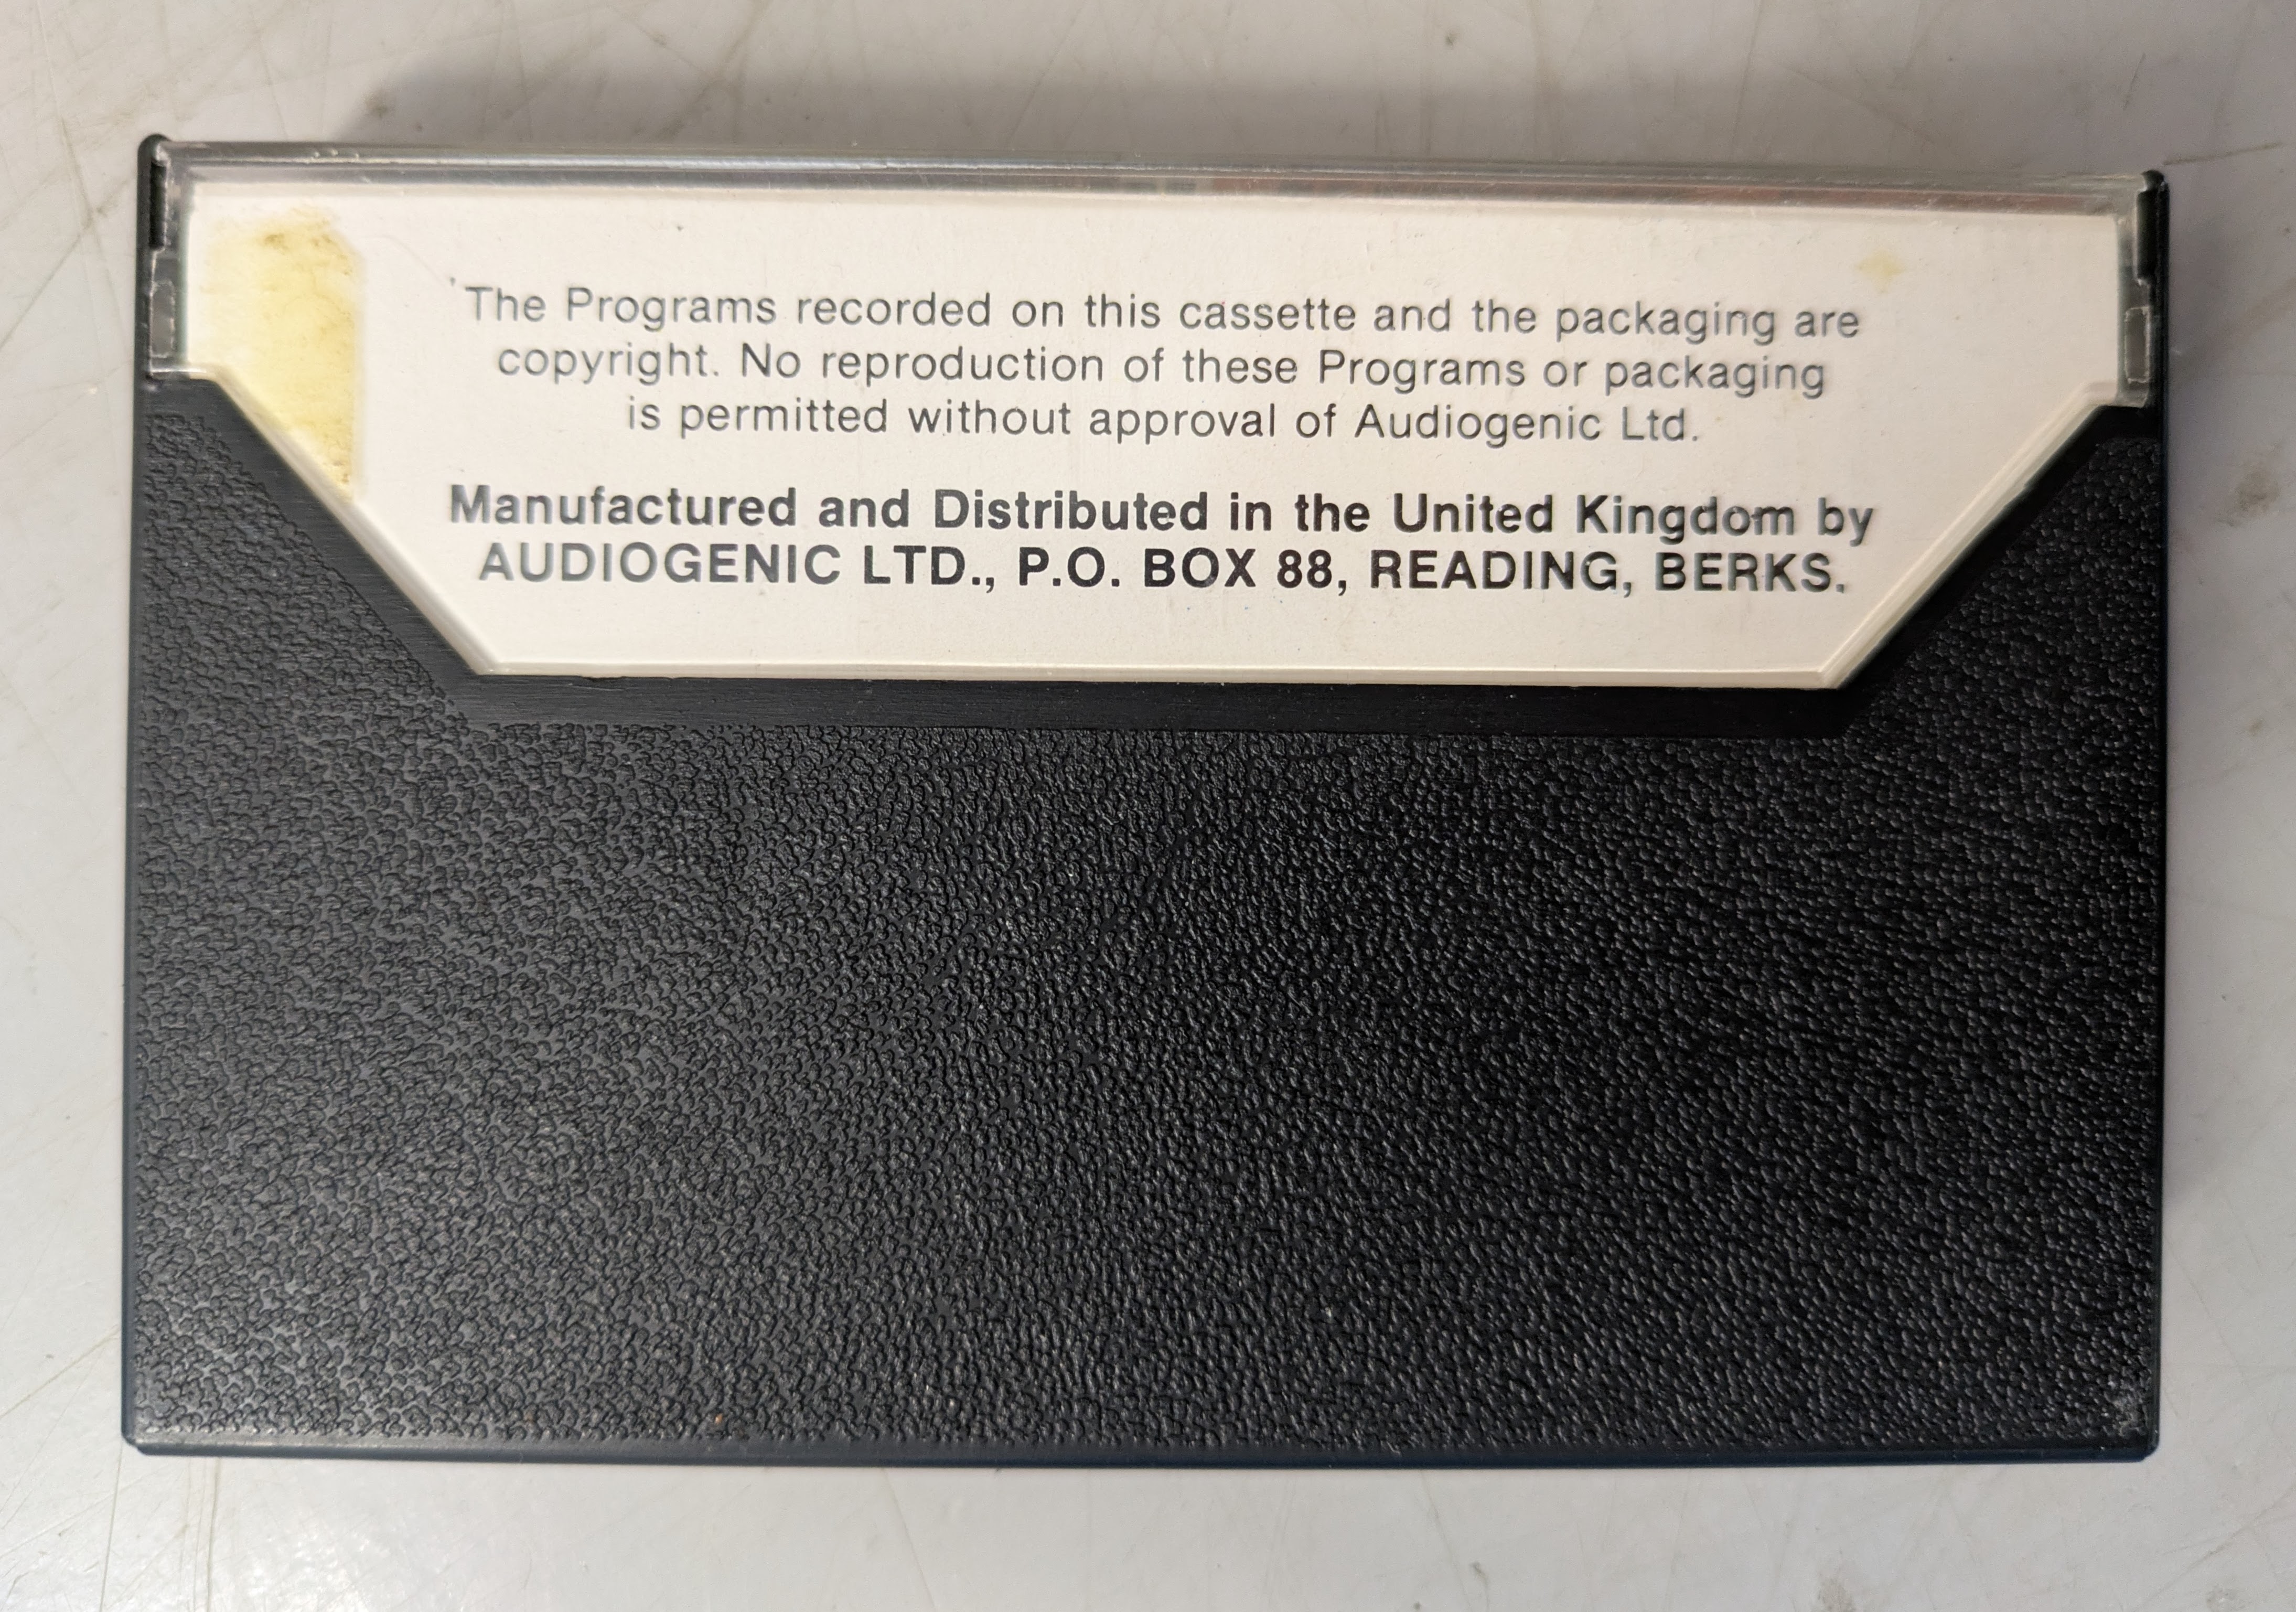 The Programs recorded on this cassette and the packaging are
copyright. No reproduction of these Programs or packaging
is permitted without approval of Audiogenic Ltd.
Manufactured and Distributed in the United Kingdom by
AUDIOGENIC LTD., P.O. BOX 88, READING, BERKS.